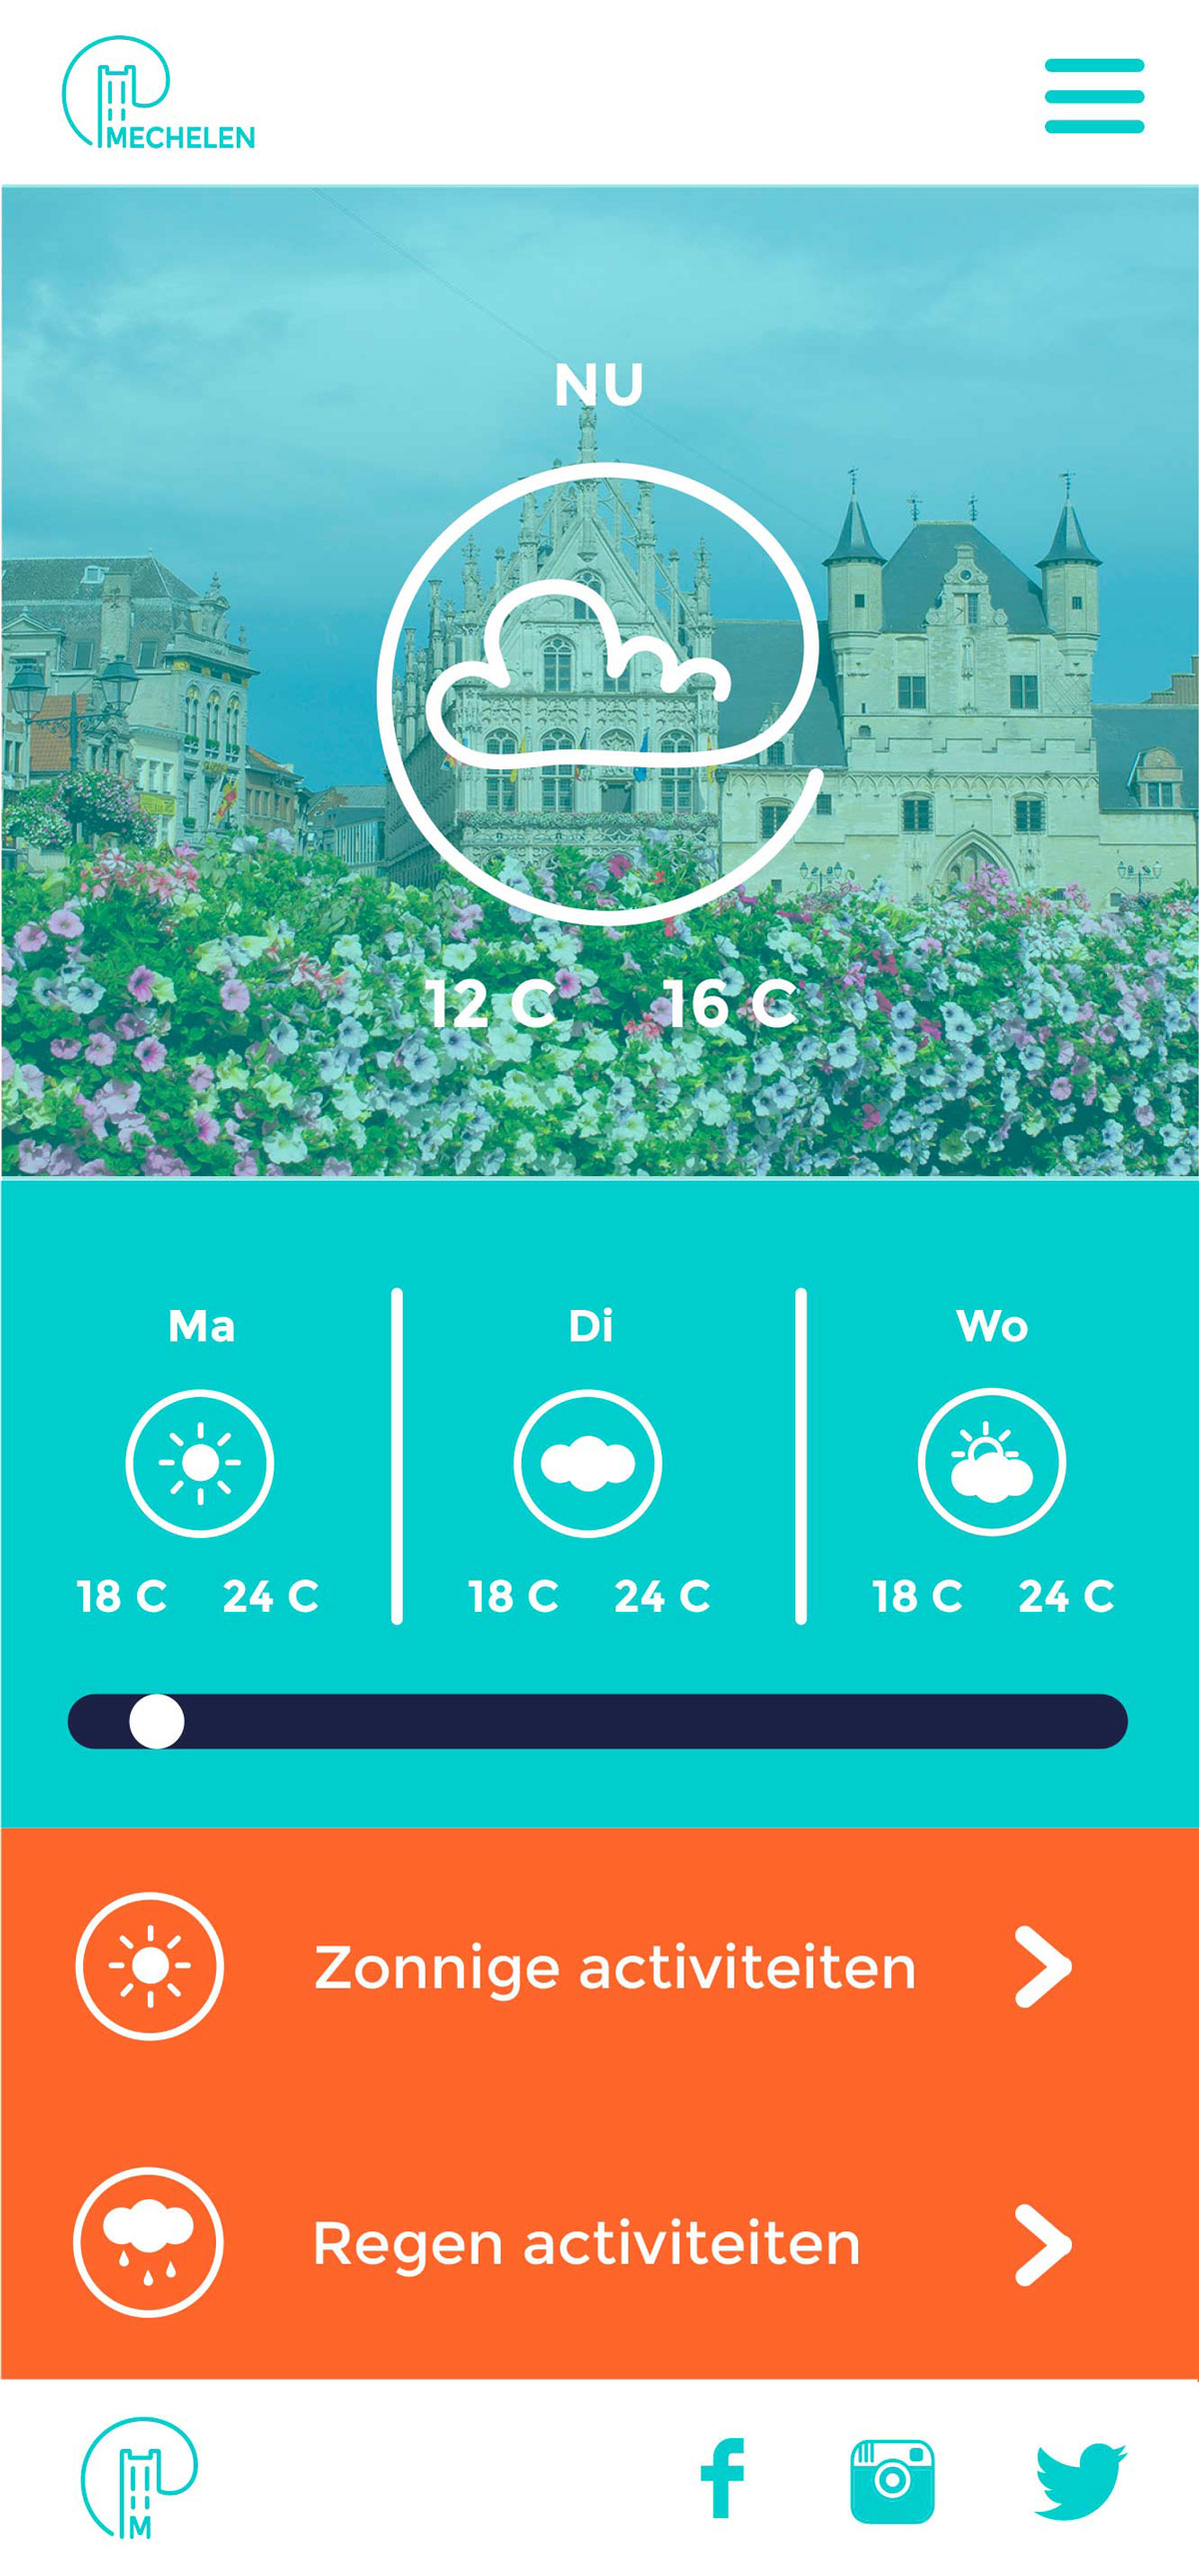 MECHELEN
NU
12 C 16 C
Ma Di Wo
18 C 24 C 18 C 24 C 18 C 24 C
Zonnige activiteiten
Regen activiteiten
M